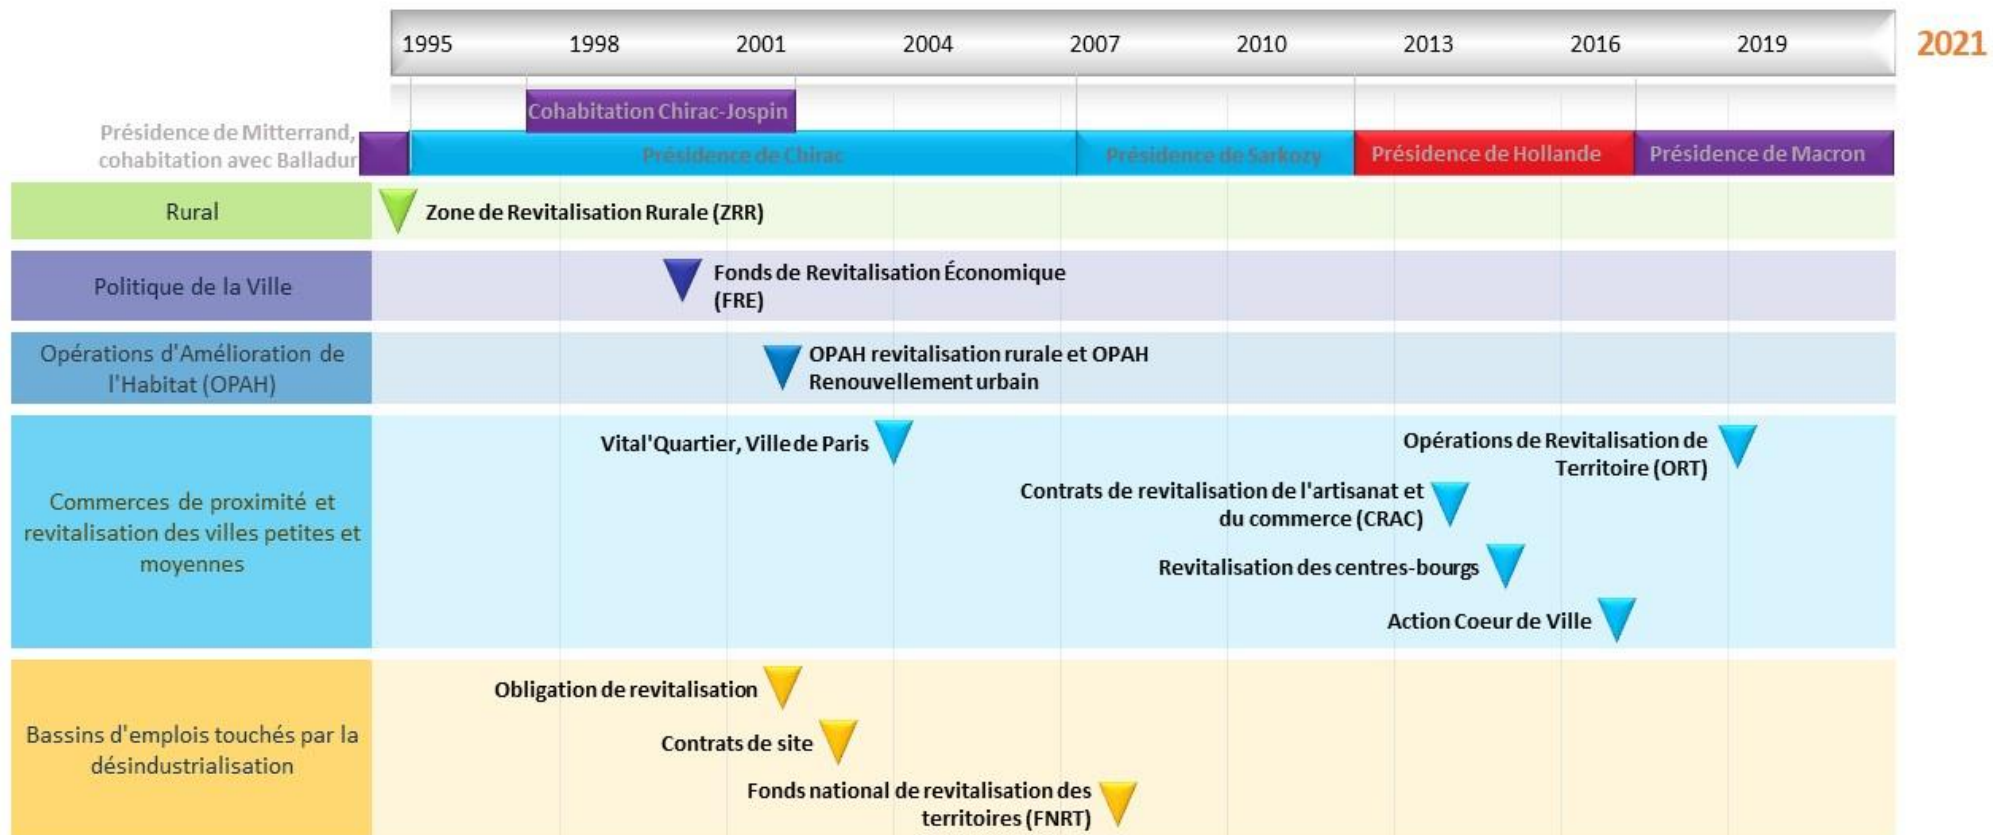 1995 1998 2001 2004 2007 2010 2013 2016 2019 2021
Cohabitation Chirac-Jospin
Présidence de Mitterrand,
cohabitation avec Balladur
Présidence de Chirac Présidence de Sarkozy Présidence de Hollande Présidence de Macron
Rural
Zone de Revitalisation Rurale (ZRR)
Politique de la Ville
Fonds de Revitalisation Économique
(FRE)
Opérations d'Amélioration de
l'Habitat (OPAH)
OPAH revitalisation rurale et OPAH
Renouvellement urbain
Commerces de proximité et
revitalisation des villes petites et
moyennes
Vital'Quartier, Ville de Paris
Opérations de Revitalisation de
Territoire (ORT)
Contrats de revitalisation de l'artisanat et
du commerce (CRAC)
Revitalisation des centres-bourgs
Action Coeur de Ville
Bassins d'emplois touchés par la
désindustrialisation
Obligation de revitalisation
Contrats de site
Fonds national de revitalisation des
territoires (FNRT)